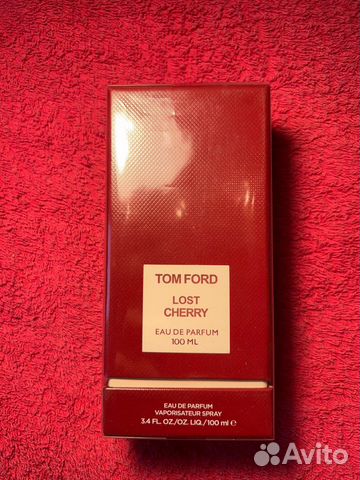 TOM FORD
LOST
CHERRY
EAU DE PARFUM
100 ML
EAU DE PARFUM
VAPORISATEUR SPRAY
3.4 FL. OZ./OZ. LIQ./100 ml ℮
Avito